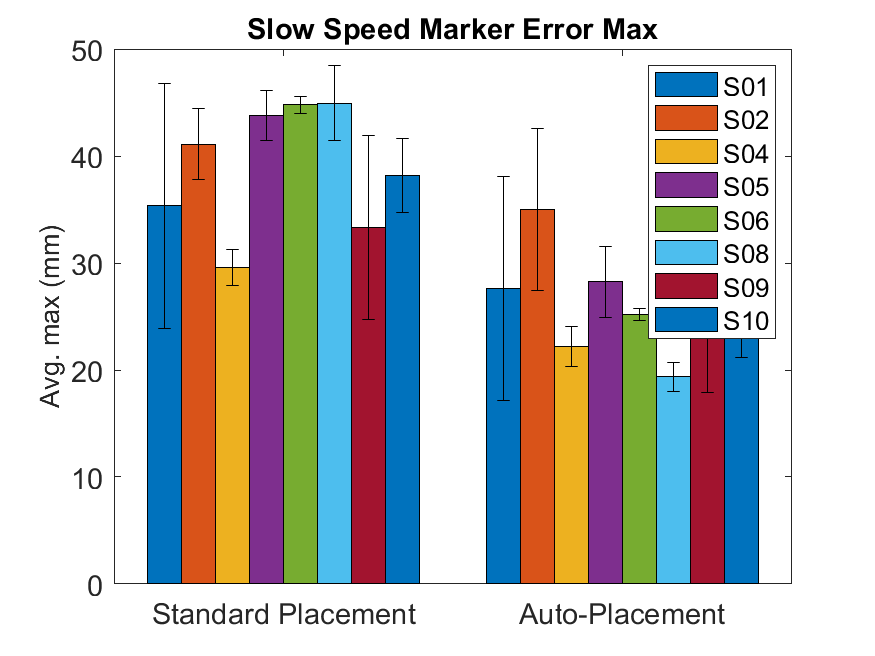 Slow Speed Marker Error Max
Avg. max (mm)
50
40
30
20
10
0
S01
S02
S04
S05
S06
S08
S09
S10
Standard Placement
Auto-Placement